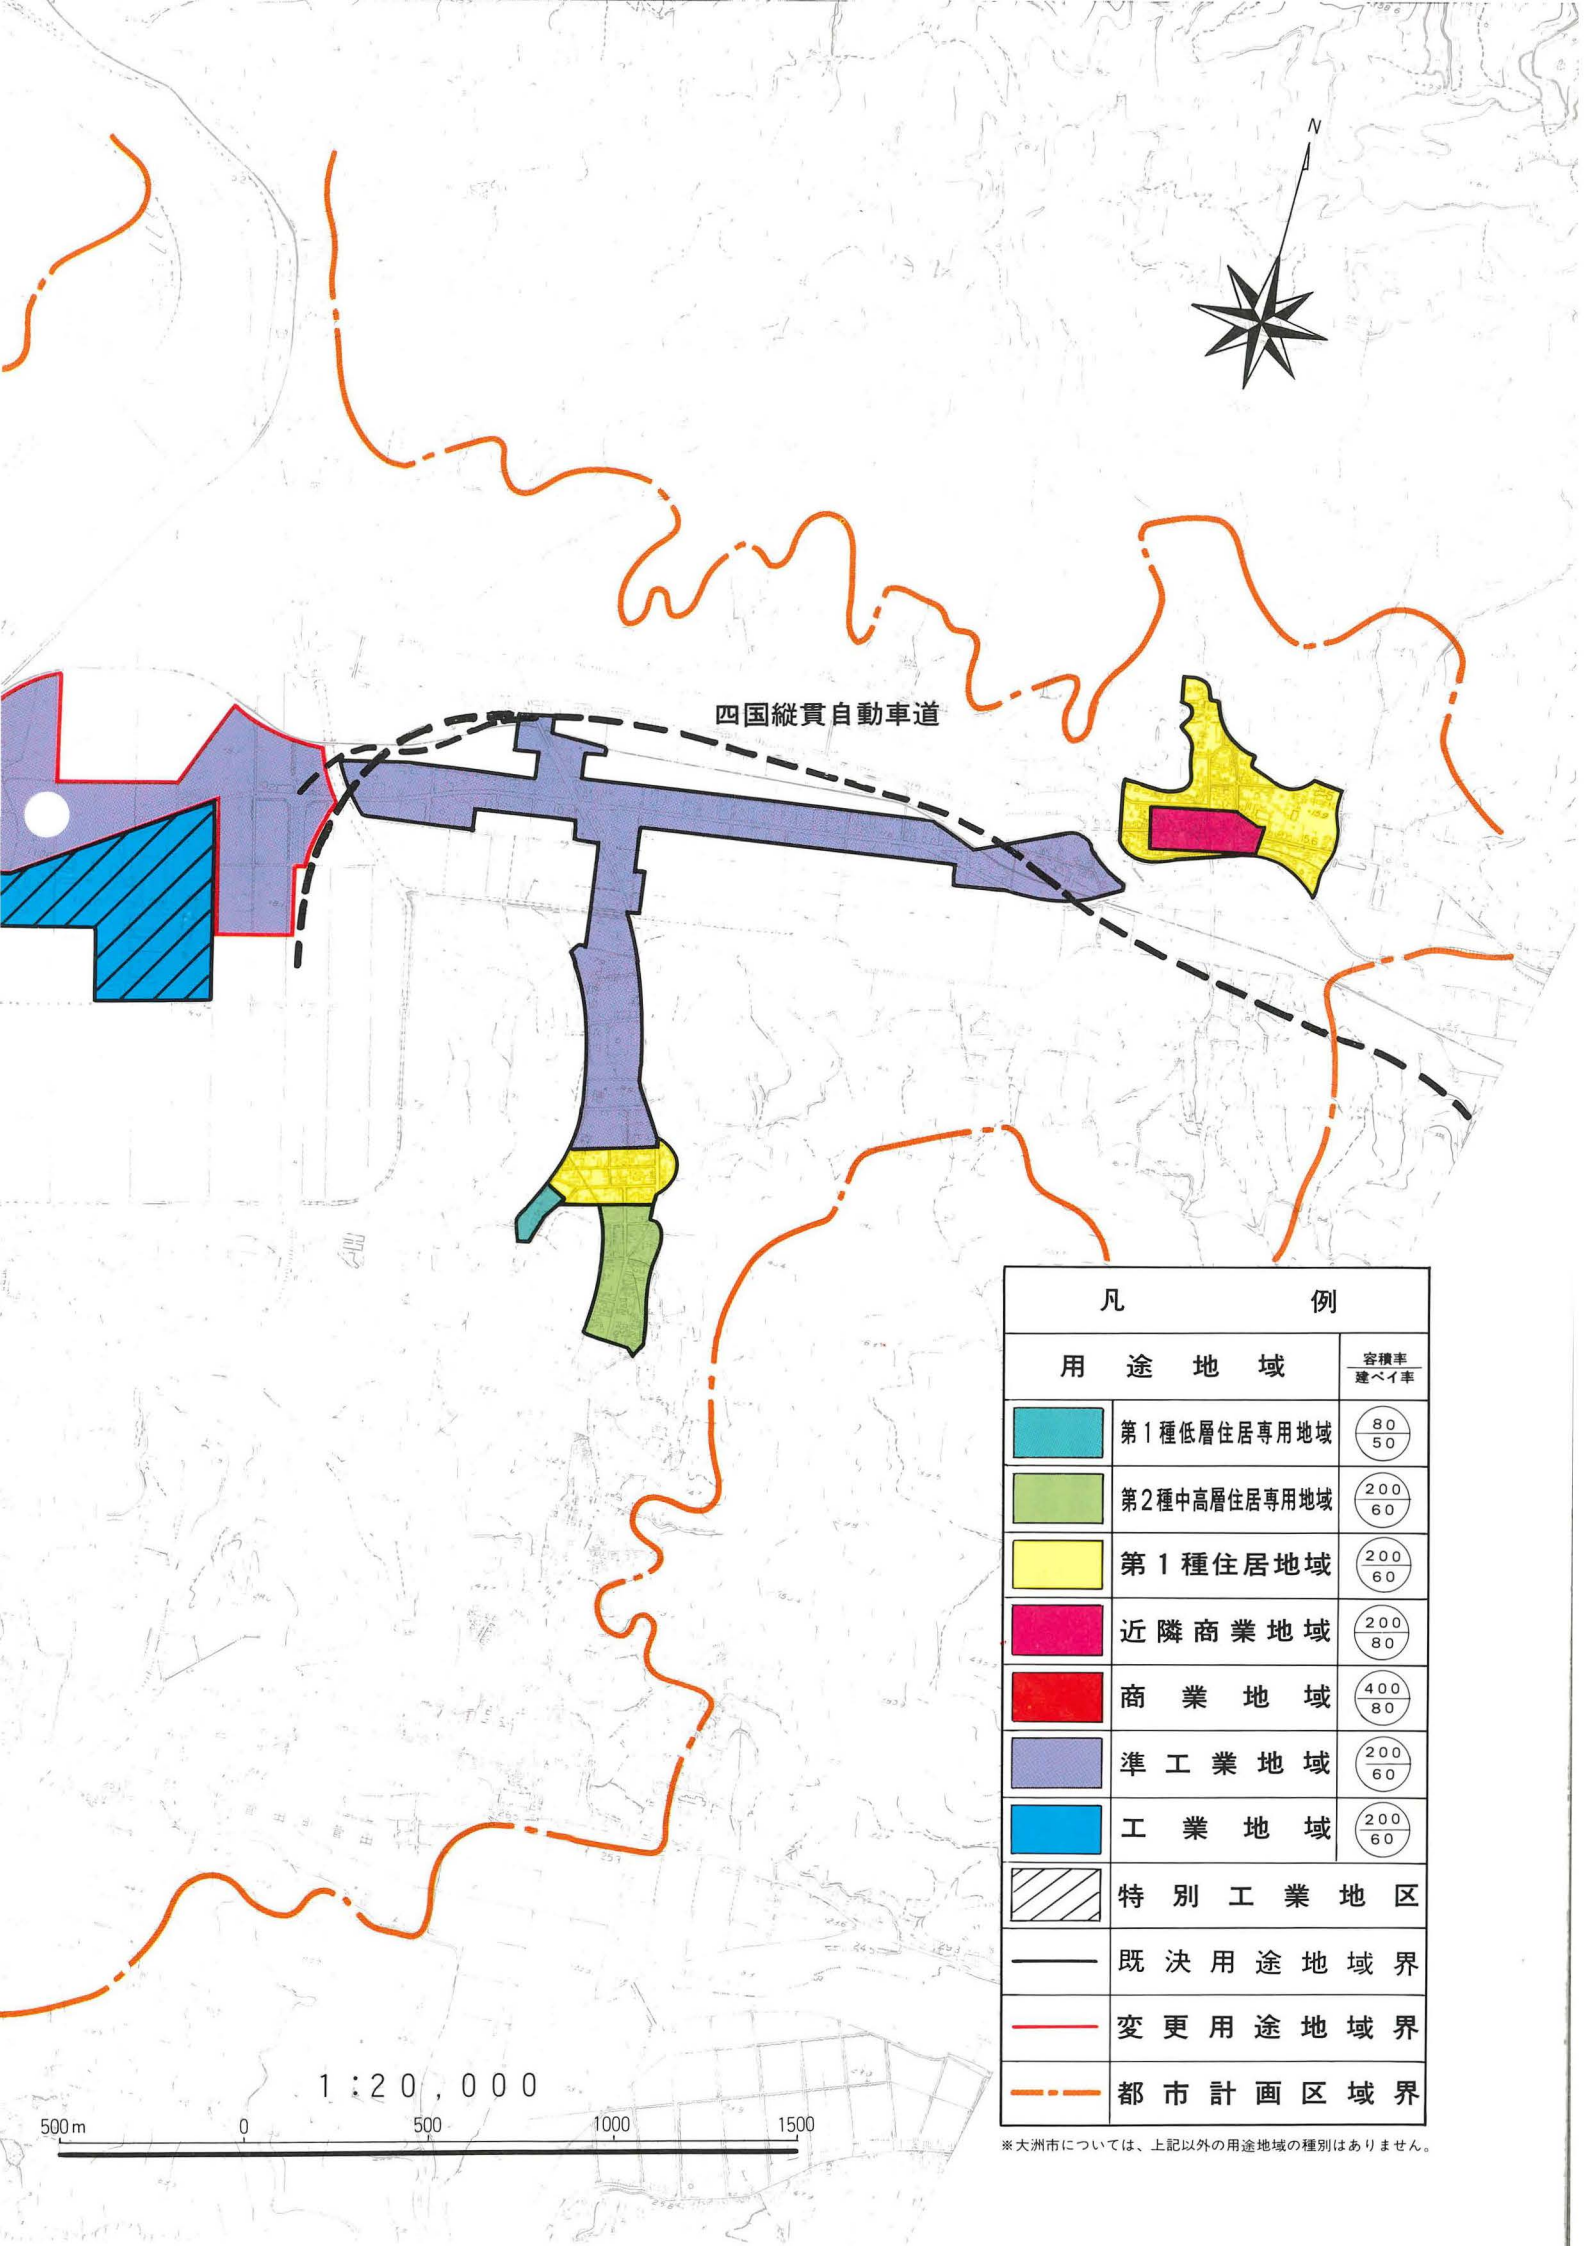 N
四国縦貫自動車道
凡例
用途地域
容積率
建ペイ率
第1種低層住居専用地域
80
50
第2種中高層住居専用地域
200
60
第1種住居地域
200
60
近隣商業地域
200
80
商業地域
400
80
準工業地域
200
60
工業地域
200
60
特別工業地区
既決用途地域界
変更用途地域界
都市計画区域界
※大洲市については、上記以外の用途地域の種別はありません。
1:20,000
500m 0 500 1000 1500